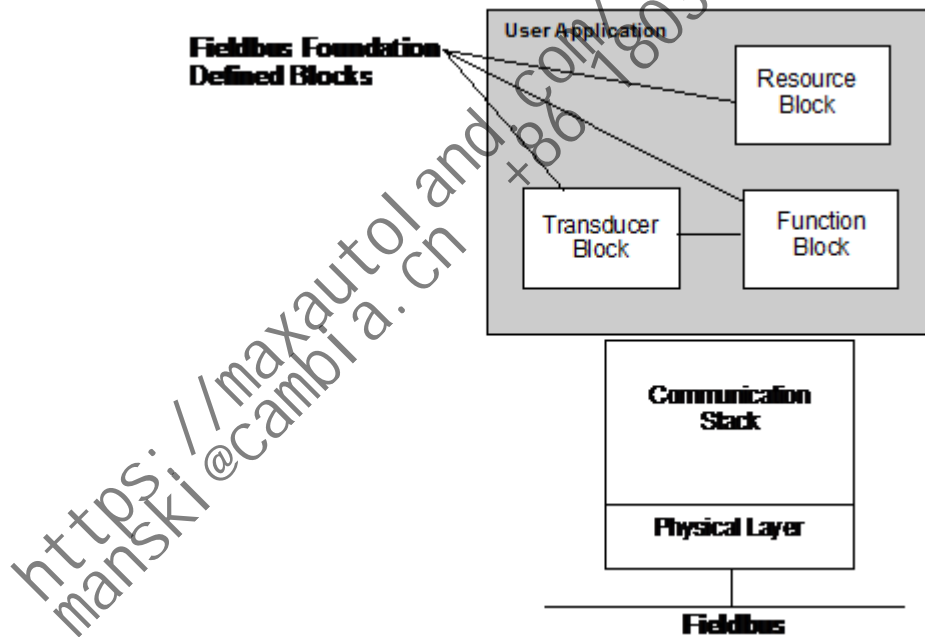 User Application
Fieldbus Foundation
Defined Blocks
Resource
Block
Transducer
Block
Function
Block
Communication
Stack
Physical Layer
Fieldbus
https://maxautoland.com/
manski@cambia.cn +86 1805